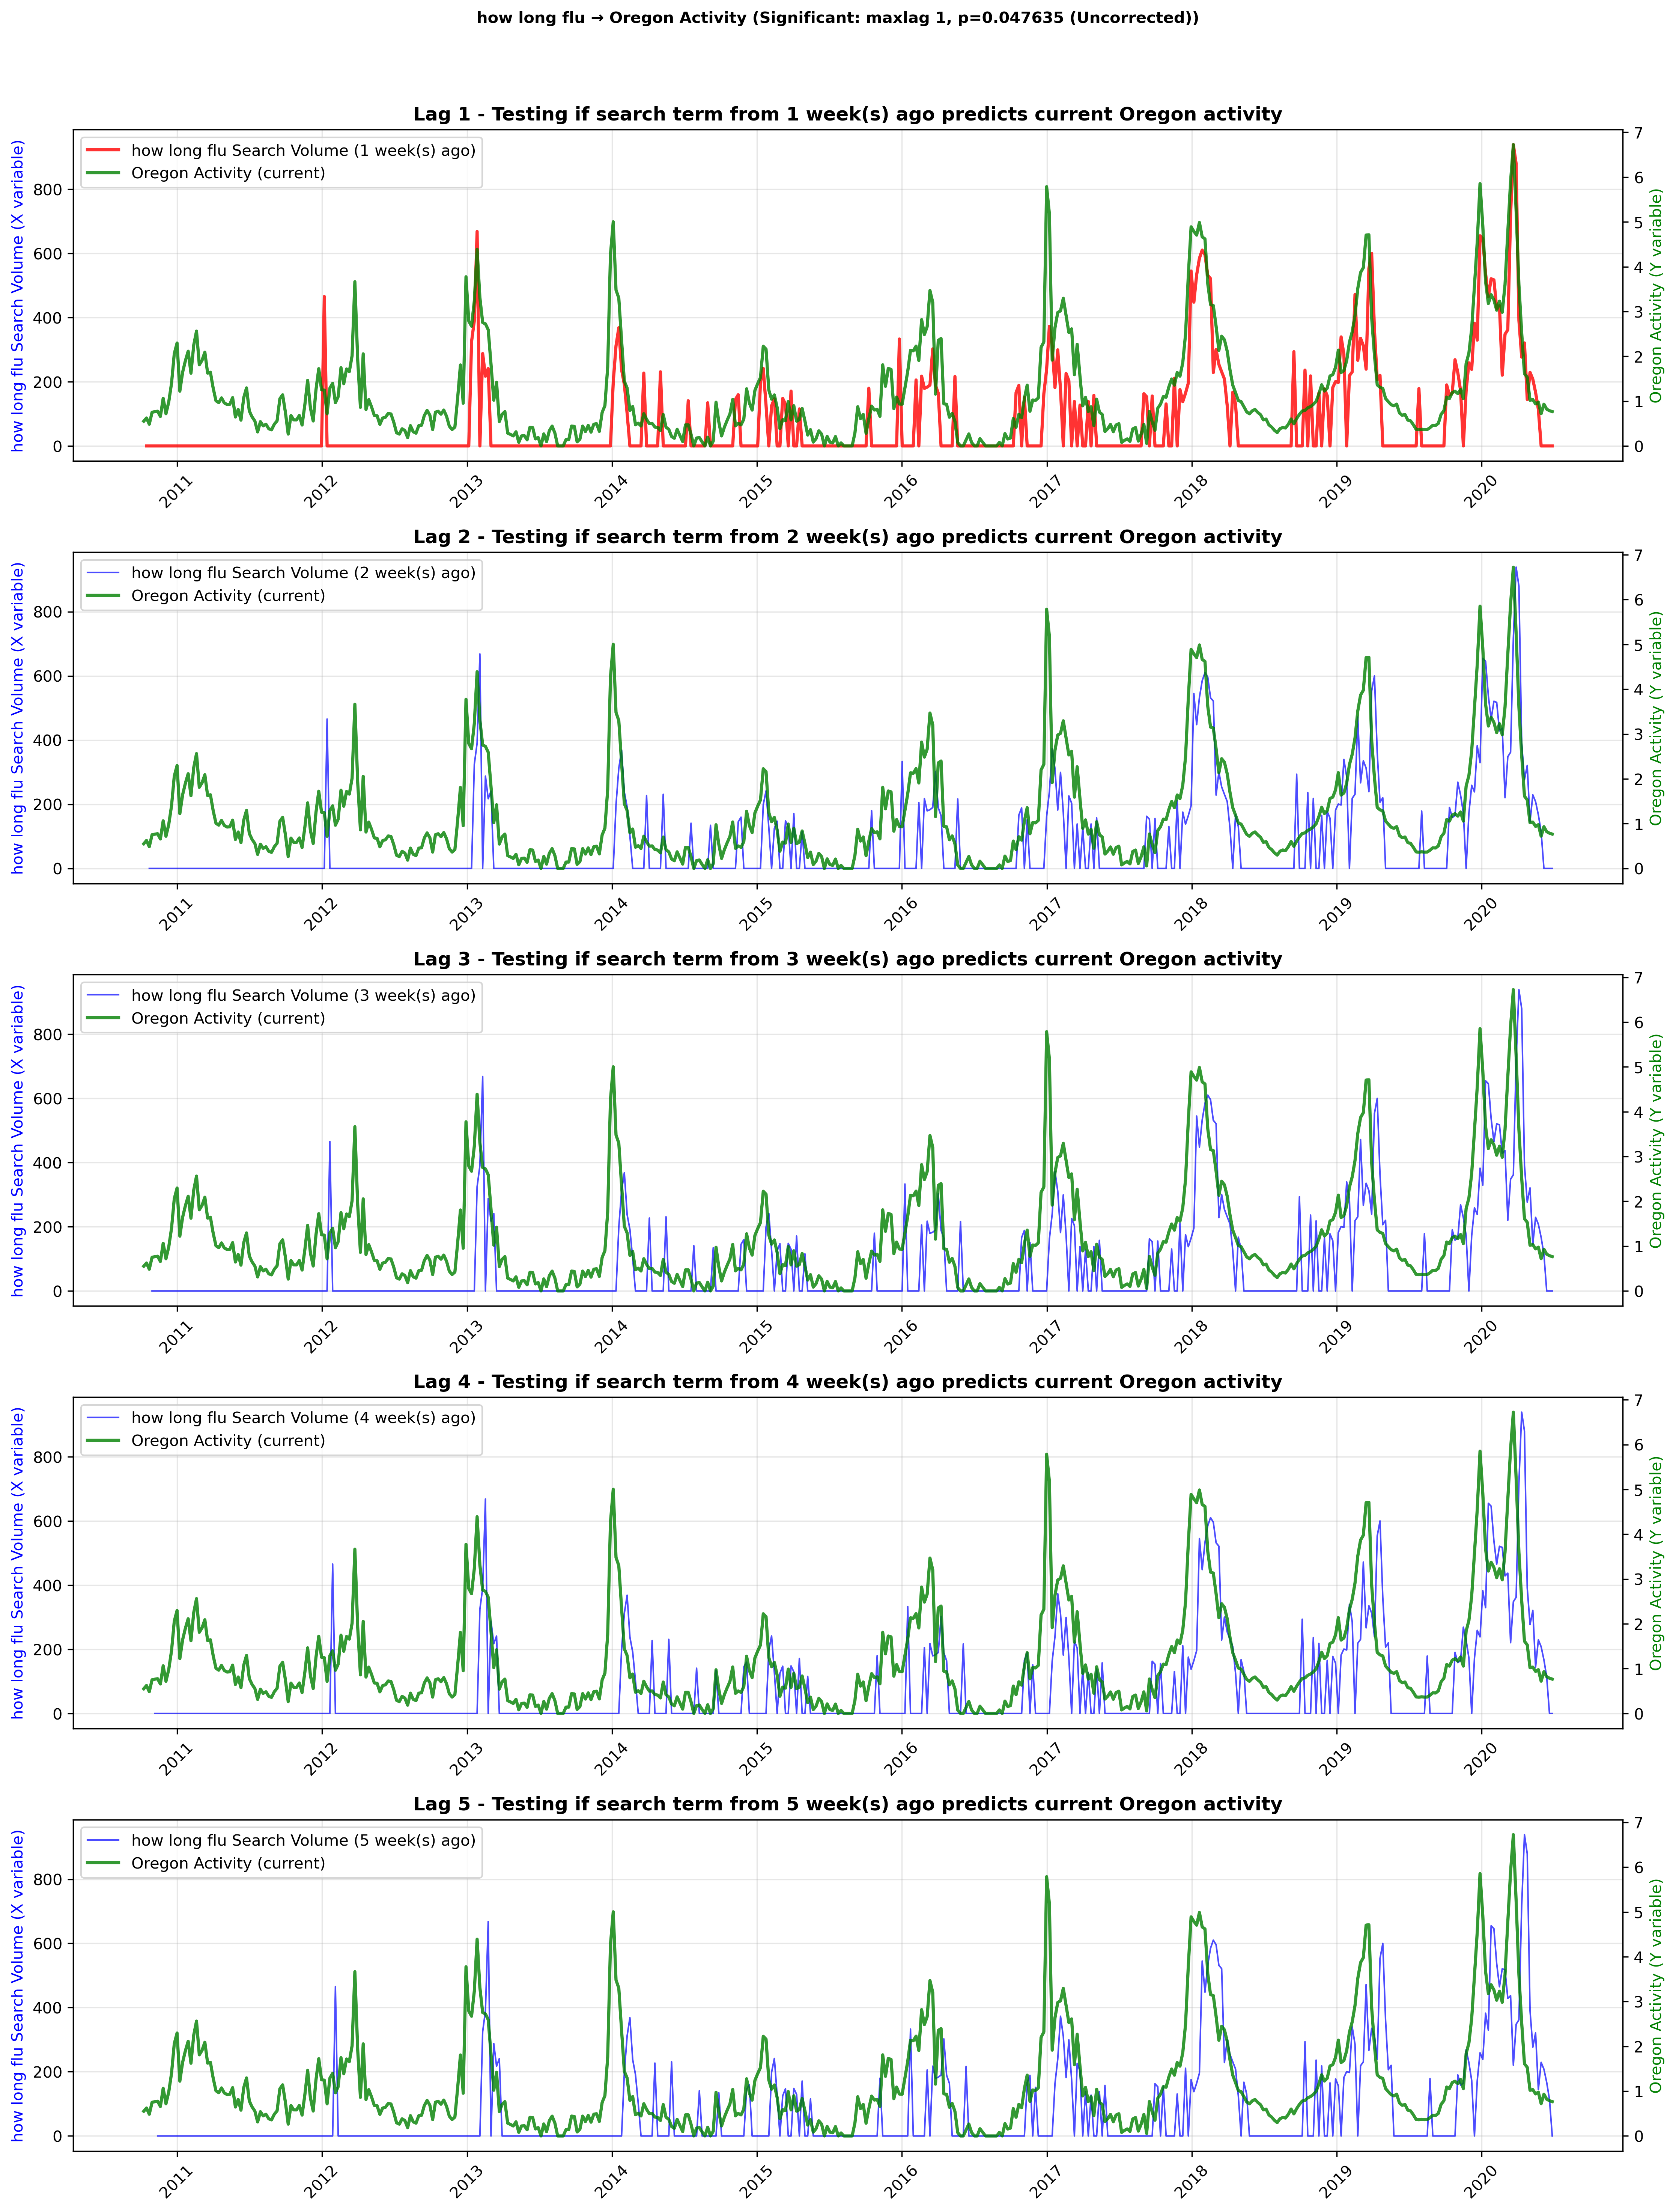 how long flu → Oregon Activity (Significant: maxlag 1, p=0.047635 (Uncorrected))
Lag 1 - Testing if search term from 1 week(s) ago predicts current Oregon activity
how long flu Search Volume (1 week(s) ago)
Oregon Activity (current)
how long flu Search Volume (X variable)
800
600
400
200
0
7
6
5
4
3
2
1
0
Oregon Activity (Y variable)
2011 2012 2013 2014 2015 2016 2017 2018 2019 2020
Lag 2 - Testing if search term from 2 week(s) ago predicts current Oregon activity
how long flu Search Volume (2 week(s) ago)
Oregon Activity (current)
how long flu Search Volume (X variable)
800
600
400
200
0
7
6
5
4
3
2
1
0
Oregon Activity (Y variable)
2011 2012 2013 2014 2015 2016 2017 2018 2019 2020
Lag 3 - Testing if search term from 3 week(s) ago predicts current Oregon activity
how long flu Search Volume (3 week(s) ago)
Oregon Activity (current)
how long flu Search Volume (X variable)
800
600
400
200
0
7
6
5
4
3
2
1
0
Oregon Activity (Y variable)
2011 2012 2013 2014 2015 2016 2017 2018 2019 2020
Lag 4 - Testing if search term from 4 week(s) ago predicts current Oregon activity
how long flu Search Volume (4 week(s) ago)
Oregon Activity (current)
how long flu Search Volume (X variable)
800
600
400
200
0
7
6
5
4
3
2
1
0
Oregon Activity (Y variable)
2011 2012 2013 2014 2015 2016 2017 2018 2019 2020
Lag 5 - Testing if search term from 5 week(s) ago predicts current Oregon activity
how long flu Search Volume (5 week(s) ago)
Oregon Activity (current)
how long flu Search Volume (X variable)
800
600
400
200
0
7
6
5
4
3
2
1
0
Oregon Activity (Y variable)
2011 2012 2013 2014 2015 2016 2017 2018 2019 2020